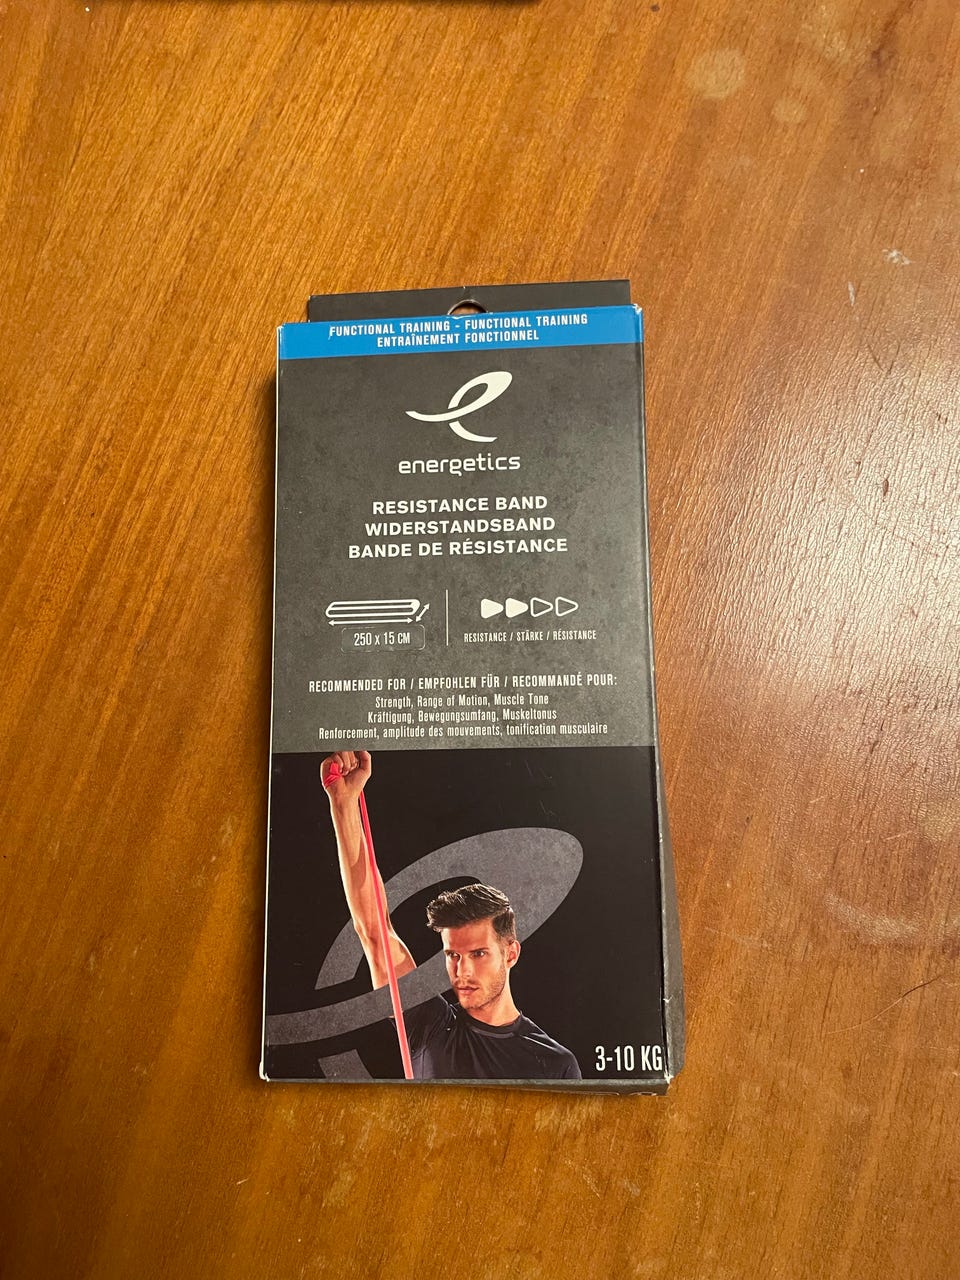 FUNCTIONAL TRAINING - FUNCTIONAL TRAINING
ENTRAÎNEMENT FONCTIONNEL
energetics
RESISTANCE BAND
WIDERSTANDSBAND
BANDE DE RÉSISTANCE
250 x 15 CM
RESISTANCE / STÄRKE / RÉSISTANCE
RECOMMENDED FOR / EMPFOHLEN FÜR / RECOMMANDÉ POUR:
Strength, Range of Motion, Muscle Tone
Kräftigung, Bewegungsumfang, Muskeltonus
Renforcement, amplitude des mouvements, tonification musculaire
3-10 KG